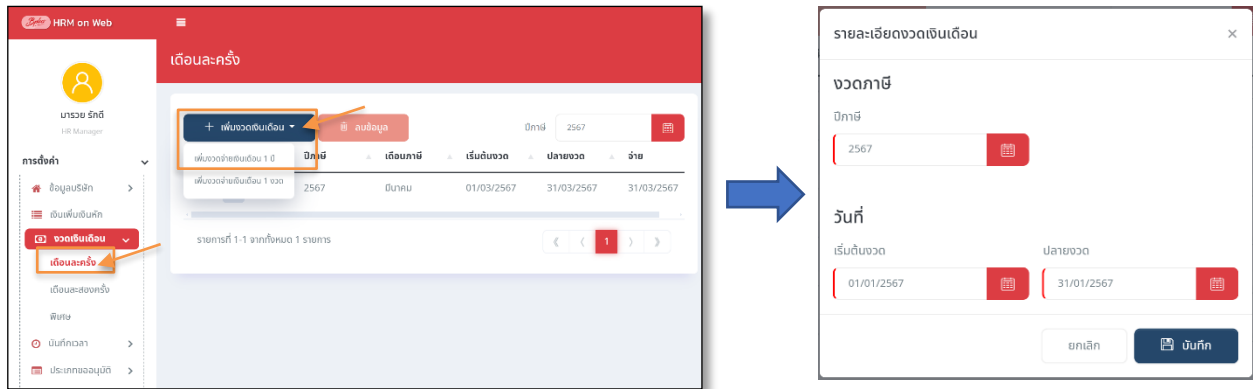 HRM on Web
เดือนละครั้ง
มารวย รักดี
HR Manager
การตั้งค่า
ข้อมูลบริษัท
เงินเพิ่มเงินหัก
งวดเงินเดือน
เดือนละครั้ง
เดือนละสองครั้ง
พิเศษ
บันทึกเวลา
ประเภทขออนุมัติ
+ เพิ่มงวดเงินเดือน
ลบข้อมูล
ปีภาษี 2567
เพิ่มงวดจ่ายเงินเดือน 1 ปี
เพิ่มงวดจ่ายเงินเดือน 1 งวด
ปีภาษี เดือนภาษี เริ่มต้นงวด ปลายงวด จ่าย
2567 มีนาคม 01/03/2567 31/03/2567 31/03/2567
รายการที่ 1-1 จากทั้งหมด 1 รายการ
1
รายละเอียดงวดเงินเดือน
งวดภาษี
ปีภาษี
2567
วันที่
เริ่มต้นงวด ปลายงวด
01/01/2567 31/01/2567
ยกเลิก บันทึก